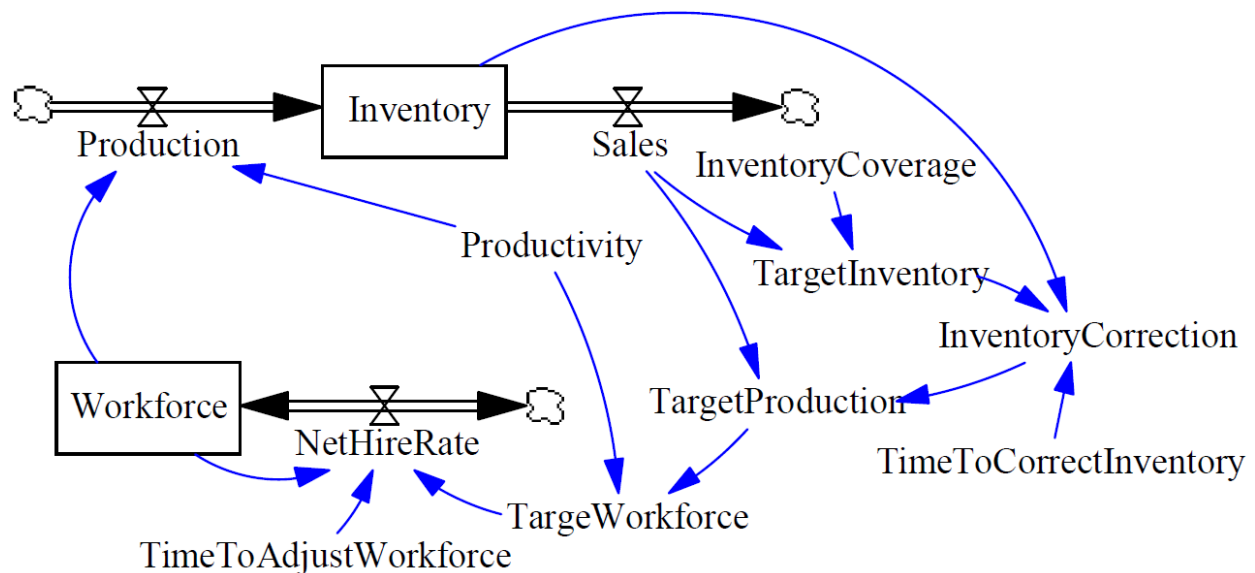 Inventory
Production
Sales
InventoryCoverage
Productivity
TargetInventory
InventoryCorrection
Workforce
TargetProduction
NetHireRate
TimeToCorrectInventory
TargeWorkforce
TimeToAdjustWorkforce